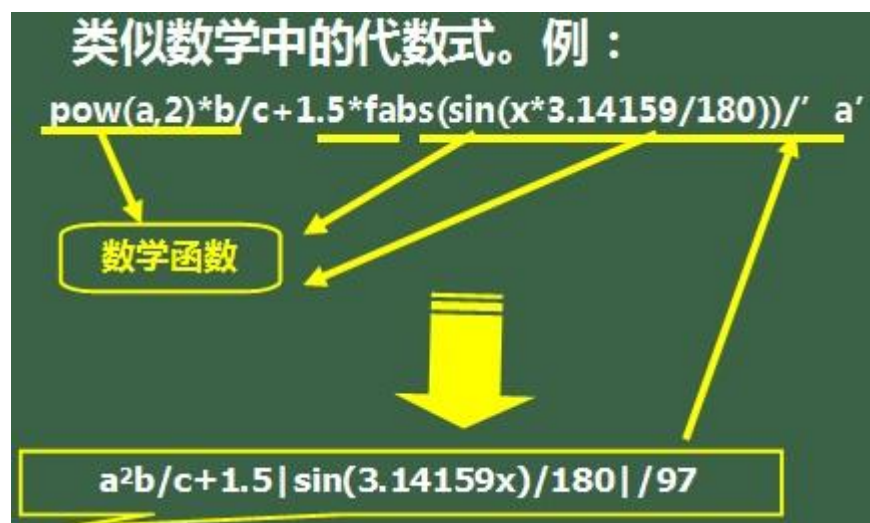 类似数学中的代数式。例：
pow(a,2)*b/c+1.5*fabs(sin(x*3.14159/180))/′ a′
数学函数
a²b/c+1.5|sin(3.14159x)/180|/97